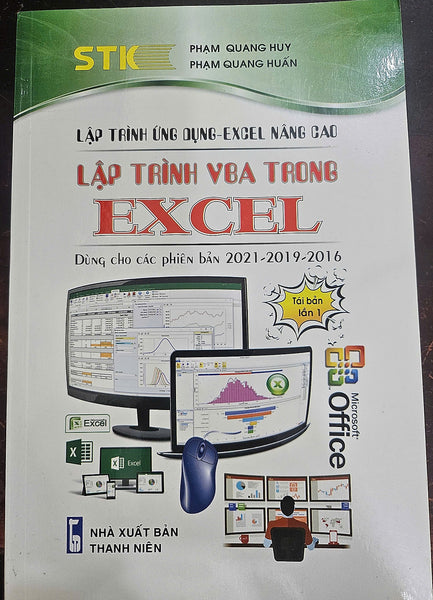 STK
PHẠM QUANG HUY
PHẠM QUANG HUẤN
LẬP TRÌNH ỨNG DỤNG-EXCEL NÂNG CAO
LẬP TRÌNH VBA TRONG
EXCEL
Dùng cho các phiên bản 2021-2019-2016
Tái bản
lần 1
Microsoft
Office
Excel
Excel
NHÀ XUẤT BẢN
THANH NIÊN